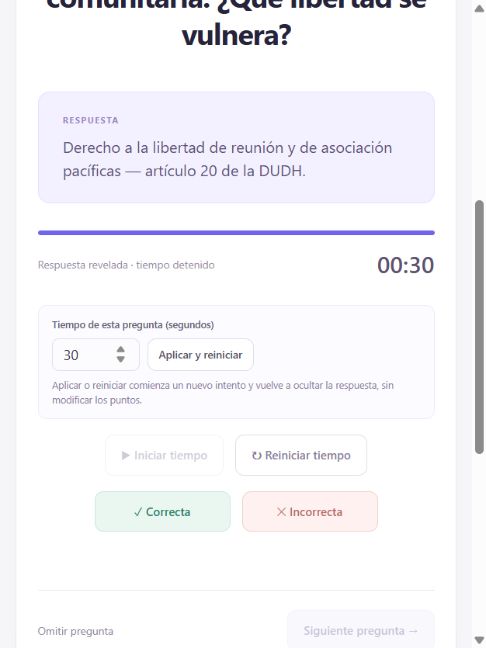 comunitaria. ¿Qué libertad se
vulnera?
RESPUESTA
Derecho a la libertad de reunión y de asociación
pacíficas — artículo 20 de la DUDH.
Respuesta revelada · tiempo detenido
00:30
Tiempo de esta pregunta (segundos)
30
Aplicar y reiniciar
Aplicar o reiniciar comienza un nuevo intento y vuelve a ocultar la respuesta, sin
modificar los puntos.
▶ Iniciar tiempo
↻ Reiniciar tiempo
✓ Correcta
✕ Incorrecta
Omitir pregunta
Siguiente pregunta →